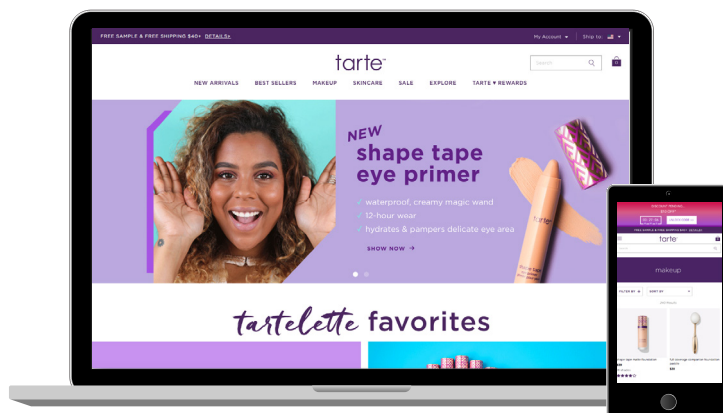 FREE SAMPLE & FREE SHIPPING $40+ DETAILS+
My Account
Ship to:
tarte™
Search
NEW ARRIVALS BEST SELLERS MAKEUP SKINCARE SALE EXPLORE TARTE ♥ REWARDS
NEW
shape tape
eye primer
✓ waterproof, creamy magic wand
✓ 12-hour wear
✓ hydrates & pampers delicate eye area
SHOW NOW →
tarte
tartelette favorites
tarte
makeup
FILTER BY
SORT BY